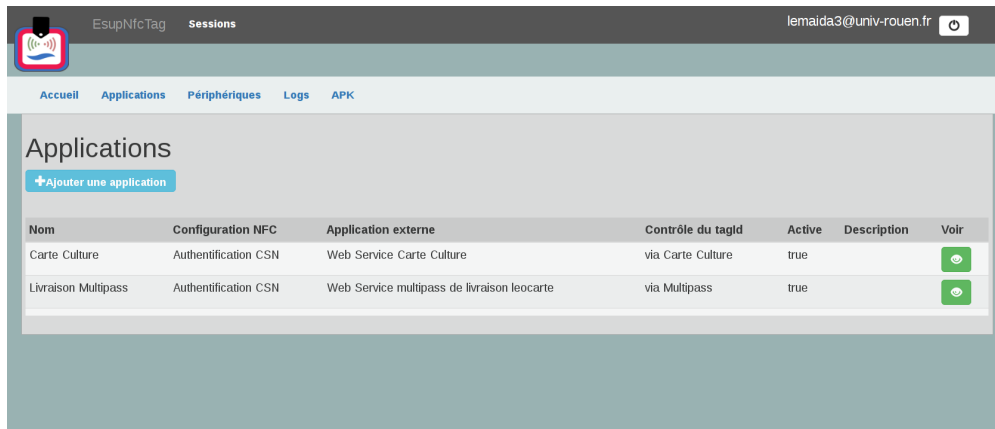 EsupNfcTag Sessions lemaida3@univ-rouen.fr
Accueil Applications Périphériques Logs APK
Applications
Ajouter une application
Nom Configuration NFC Application externe Contrôle du tagId Active Description Voir
Carte Culture Authentification CSN Web Service Carte Culture via Carte Culture true
Livraison Multipass Authentification CSN Web Service multipass de livraison leocarte via Multipass true